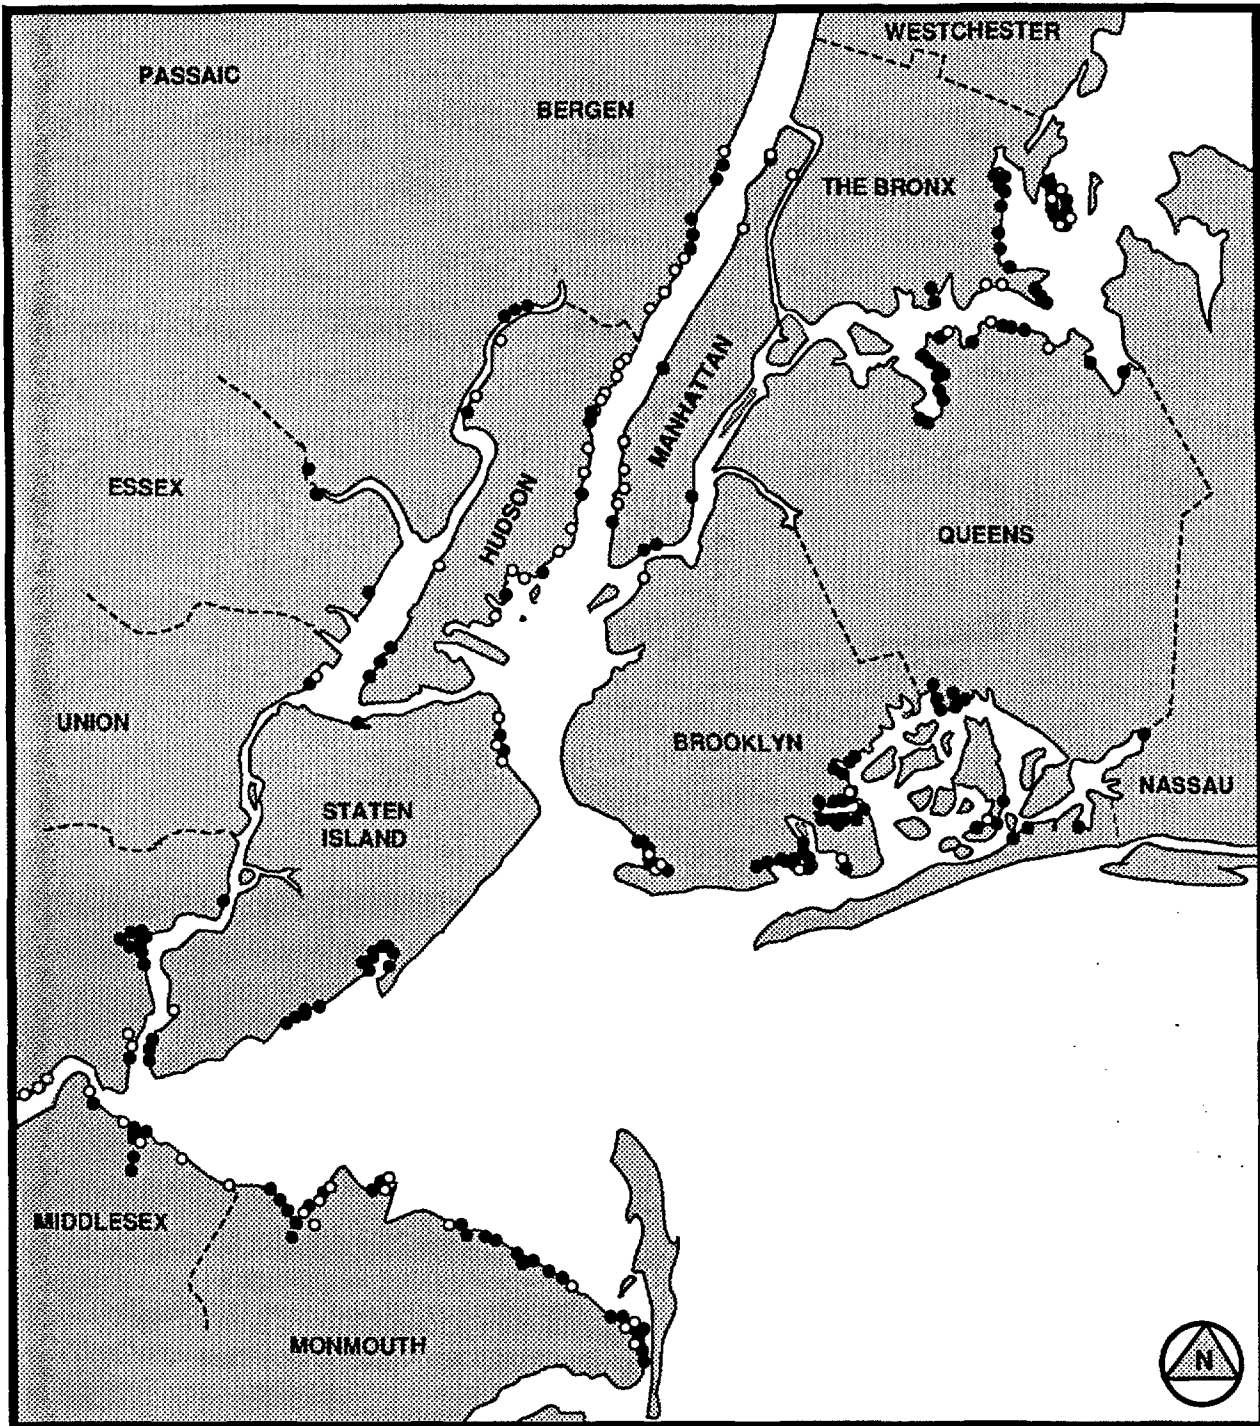 WESTCHESTER
PASSAIC
BERGEN
THE BRONX
MANHATTAN
ESSEX
HUDSON
QUEENS
UNION
BROOKLYN
NASSAU
STATEN
ISLAND
MIDDLESEX
MONMOUTH
N